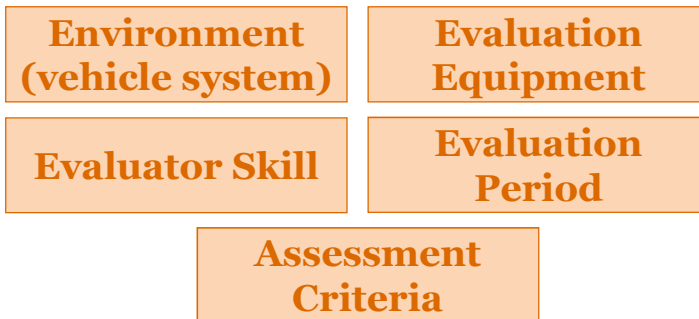 Environment
(vehicle system)
Evaluation
Equipment
Evaluator Skill
Evaluation
Period
Assessment
Criteria